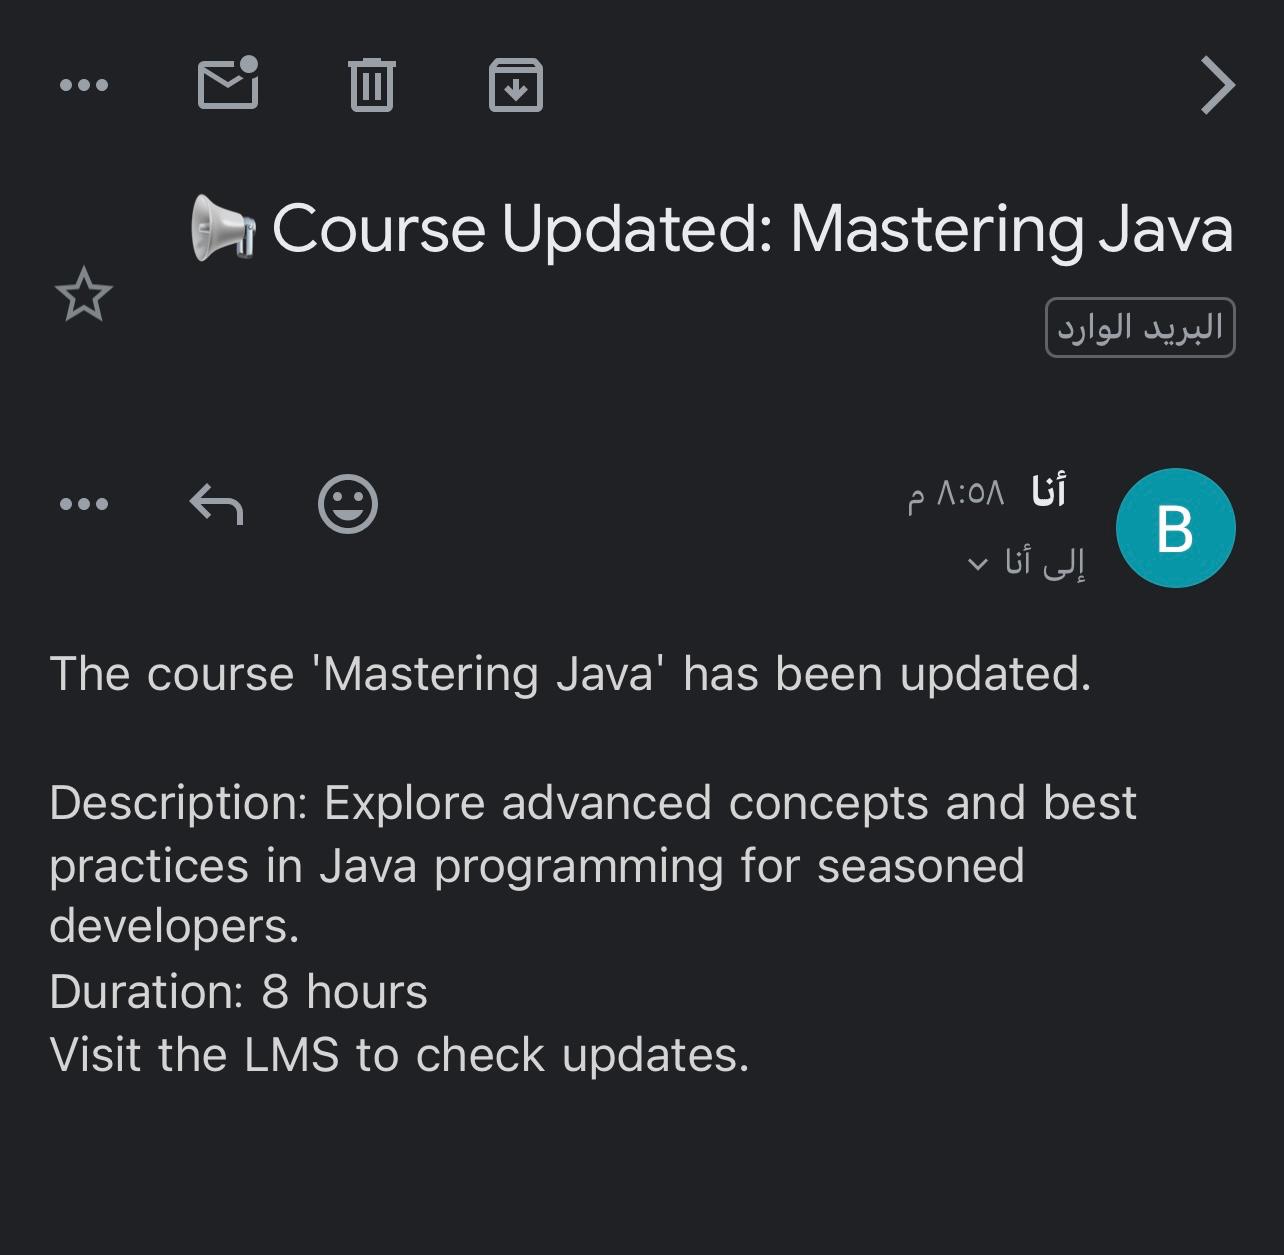 📢 Course Updated: Mastering Java
البريد الوارد
أنا ٨:٥٨ م
إلى أنا
B
The course 'Mastering Java' has been updated.
Description: Explore advanced concepts and best
practices in Java programming for seasoned
developers.
Duration: 8 hours
Visit the LMS to check updates.